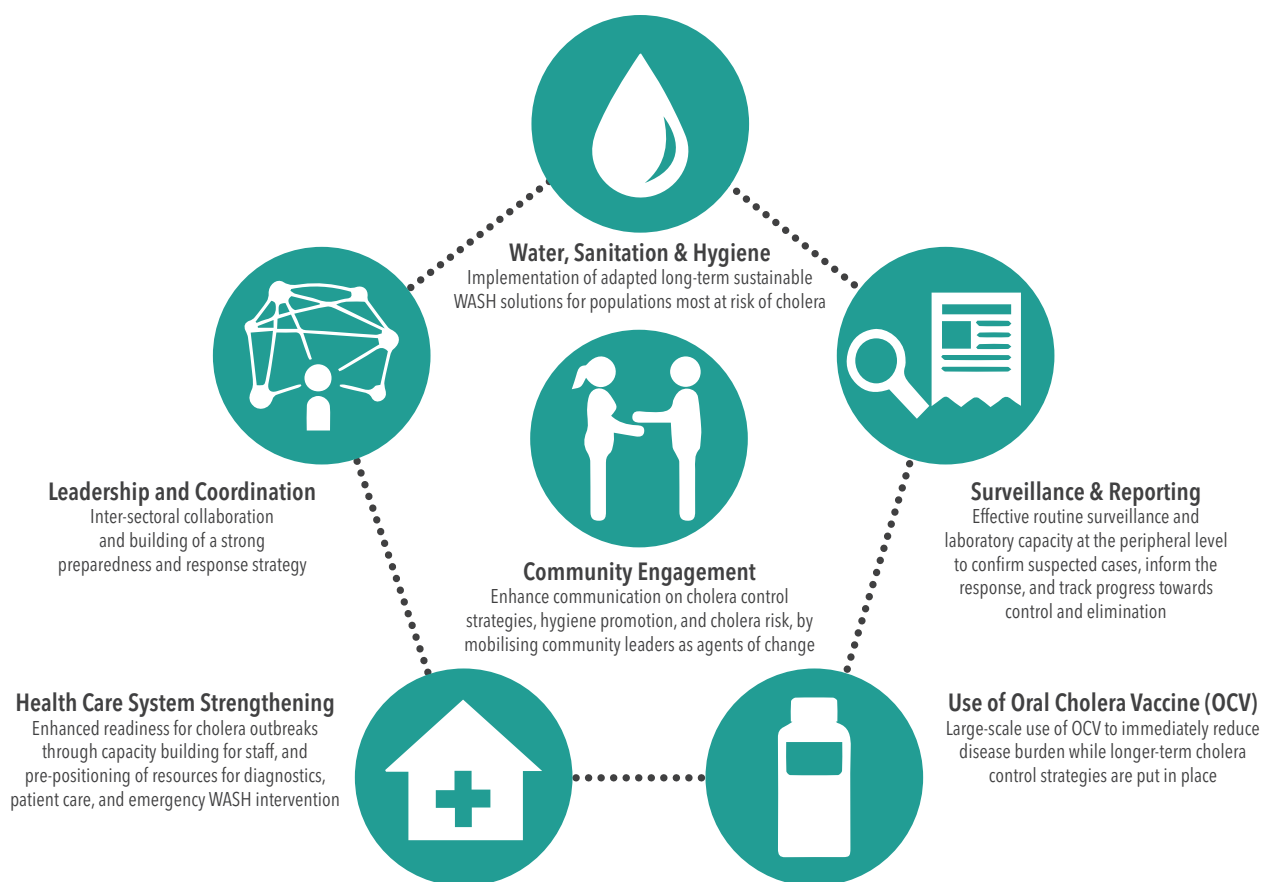 Water, Sanitation & Hygiene
Implementation of adapted long-term sustainable
WASH solutions for populations most at risk of cholera
Leadership and Coordination
Inter-sectoral collaboration
and building of a strong
preparedness and response strategy
Surveillance & Reporting
Effective routine surveillance and
laboratory capacity at the peripheral level
to confirm suspected cases, inform the
response, and track progress towards
control and elimination
Community Engagement
Enhance communication on cholera control
strategies, hygiene promotion, and cholera risk, by
mobilising community leaders as agents of change
Health Care System Strengthening
Enhanced readiness for cholera outbreaks
through capacity building for staff, and
pre-positioning of resources for diagnostics,
patient care, and emergency WASH intervention
Use of Oral Cholera Vaccine (OCV)
Large-scale use of OCV to immediately reduce
disease burden while longer-term cholera
control strategies are put in place